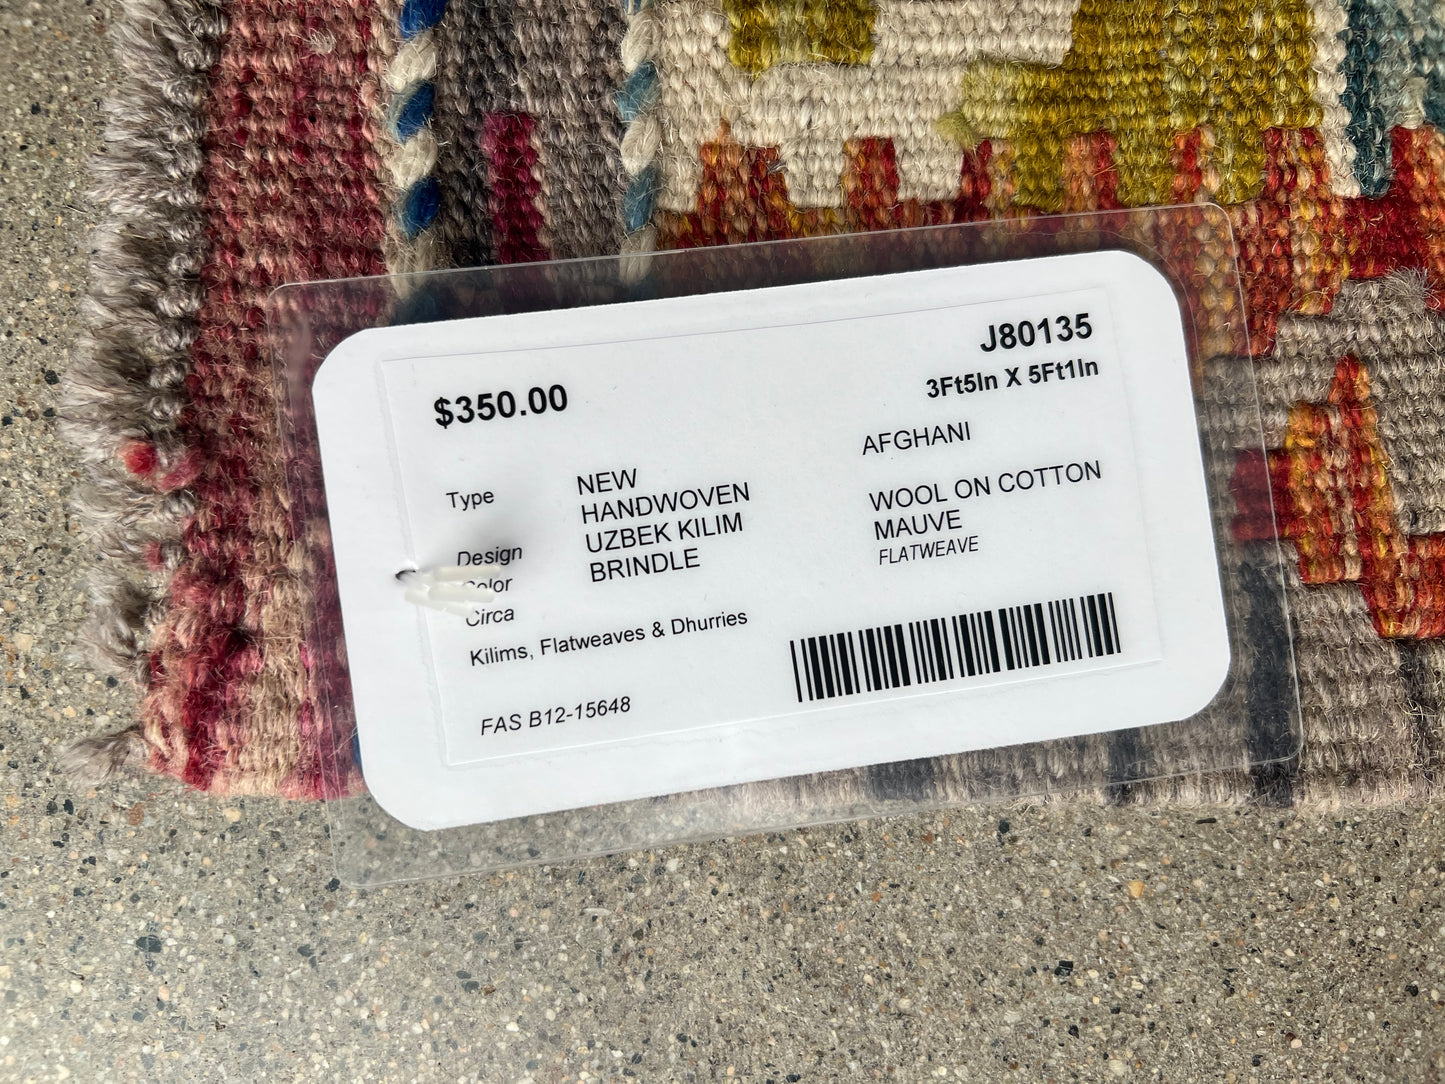 J80135
$350.00
3Ft5In X 5Ft1In
AFGHANI
Type NEW
HANDWOVEN WOOL ON COTTON
Design UZBEK KILIM MAUVE
Color BRINDLE FLATWEAVE
Circa
Kilims, Flatweaves & Dhurries
FAS B12-15648